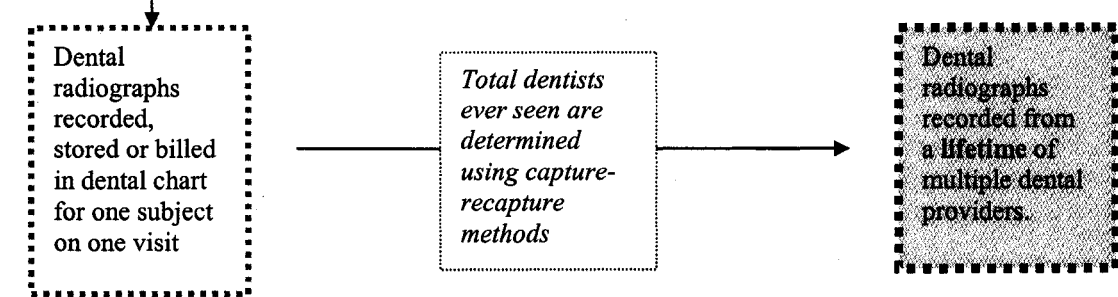 Dental
radiographs
recorded,
stored or billed
in dental chart
for one subject
on one visit
Total dentists
ever seen are
determined
using capture-
recapture
methods
Dental
radiographs
recorded from
a lifetime of
multiple dental
providers.